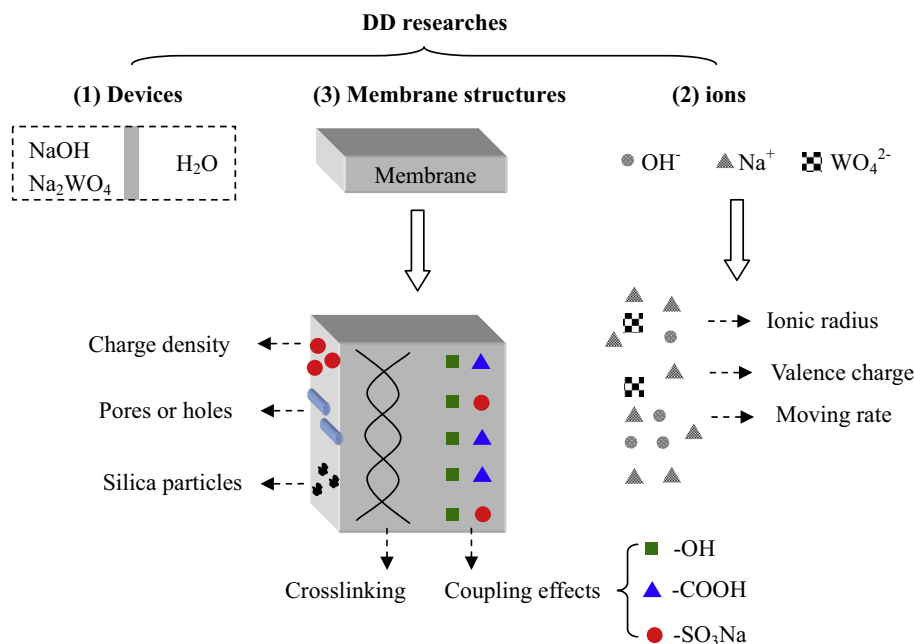 DD researches
(1) Devices
(3) Membrane structures
(2) ions
NaOH
Na₂WO₄
H₂O
Membrane
OH⁻
Na⁺
WO₄²⁻
Charge density
Pores or holes
Silica particles
Ionic radius
Valence charge
Moving rate
Crosslinking
Coupling effects
-OH
-COOH
-SO₃Na